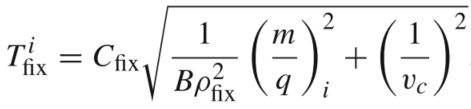 T^i_fix = C_fix √( 1/(Bρ²_fix) (m/q)²_i + (1/v_c)² )